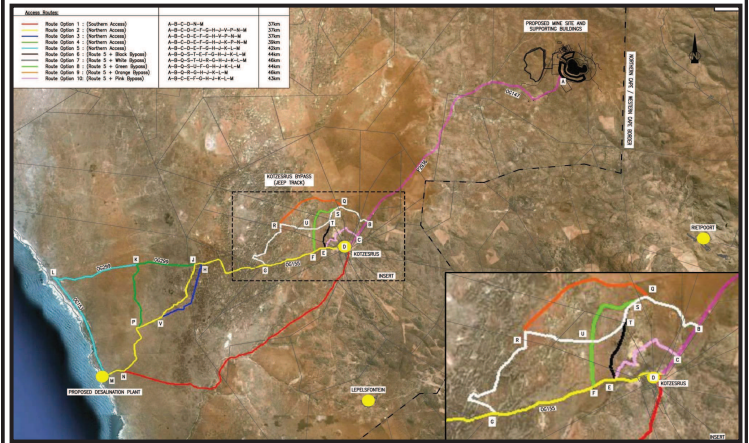 Access Routes:
Route Option 1 : (Southern Access) A-B-C-D-N-M 37km
Route Option 2 : (Northern Access) A-B-C-D-E-F-G-H-J-V-P-N-M 37km
Route Option 3 : (Northern Access) A-B-C-D-E-F-G-H-V-P-N-M 37km
Route Option 4 : (Northern Access) A-B-C-D-E-F-G-H-J-K-P-N-M 39km
Route Option 5 : (Northern Access) A-B-C-D-E-F-G-H-J-K-L-M 42km
Route Option 6 : (Route 5 + Black Bypass) 44km
Route Option 7 : (Route 5 + White Bypass) 46km
Route Option 8 : (Route 5 + Green Bypass) 44km
Route Option 9 : (Route 5 + Orange Bypass) 46km
Route Option 10: (Route 5 + Pink Bypass) 43km
PROPOSED MINE SITE AND
SUPPORTING BUILDINGS
A
NORTHERN CAPE / WESTERN CAPE BORDER
KOTZESRUS BYPASS
(JEEP TRACK)
Q
R
S
U
T
B
C
D
E
F
G
KOTZESRUS
INSERT
RIETPOORT
L
K
J
H
P
V
N
M
PROPOSED DESALINATION PLANT
LEPELSFONTEIN
Q
S
T
B
U
R
C
D
KOTZESRUS
E
F
G
INSERT